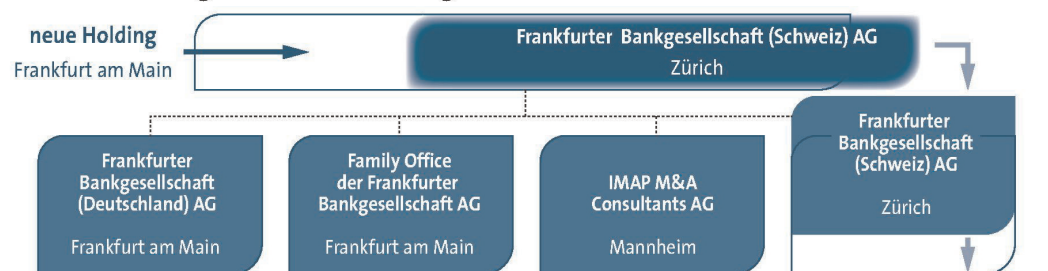 neue Holding
Frankfurt am Main
Frankfurter Bankgesellschaft (Schweiz) AG
Zürich
Frankfurter
Bankgesellschaft
(Deutschland) AG
Frankfurt am Main
Family Office
der Frankfurter
Bankgesellschaft AG
Frankfurt am Main
IMAP M&A
Consultants AG
Mannheim
Frankfurter
Bankgesellschaft
(Schweiz) AG
Zürich